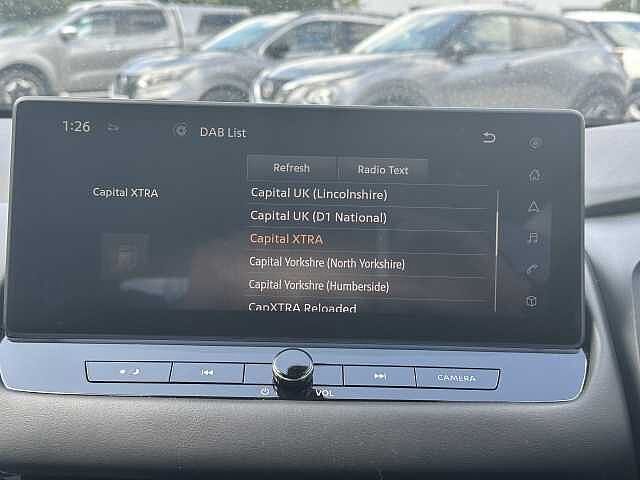 1:26 DAB List
Refresh Radio Text
Capital XTRA
Capital UK (Lincolnshire)
Capital UK (D1 National)
Capital XTRA
Capital Yorkshre (North Yorkshire)
Capital Yorkshre (Humberside)
CapXTRA Reloaded
CAMERA
VOL